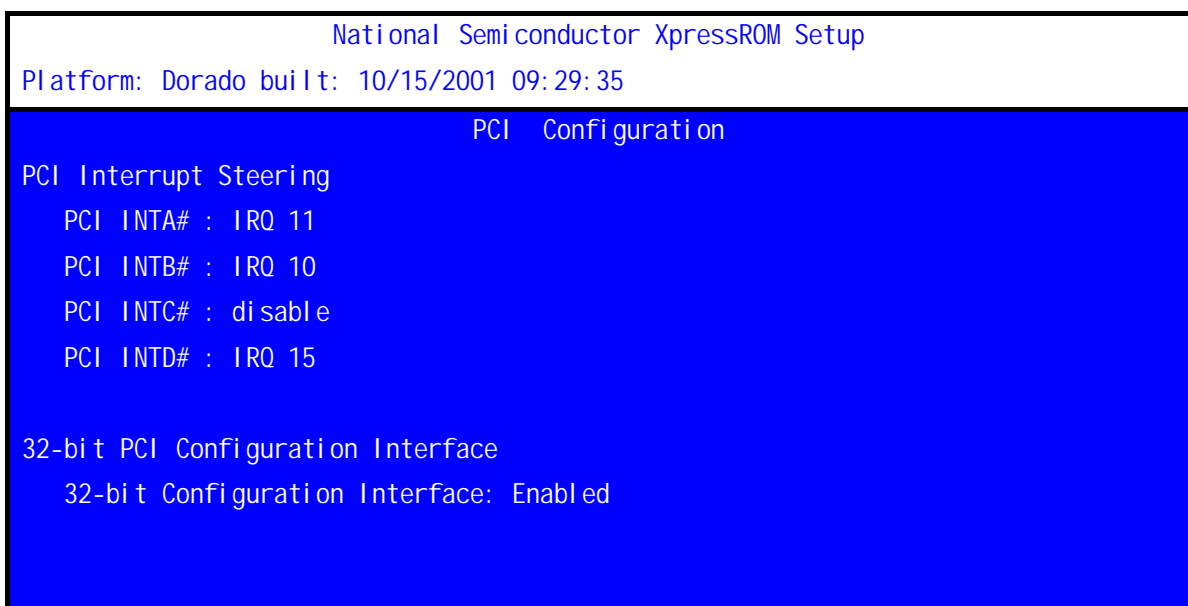 National Semiconductor XpressROM Setup
Platform: Dorado built: 10/15/2001 09:29:35
PCI Configuration
PCI Interrupt Steering
PCI INTA# : IRQ 11
PCI INTB# : IRQ 10
PCI INTC# : disable
PCI INTD# : IRQ 15
32-bit PCI Configuration Interface
32-bit Configuration Interface: Enabled